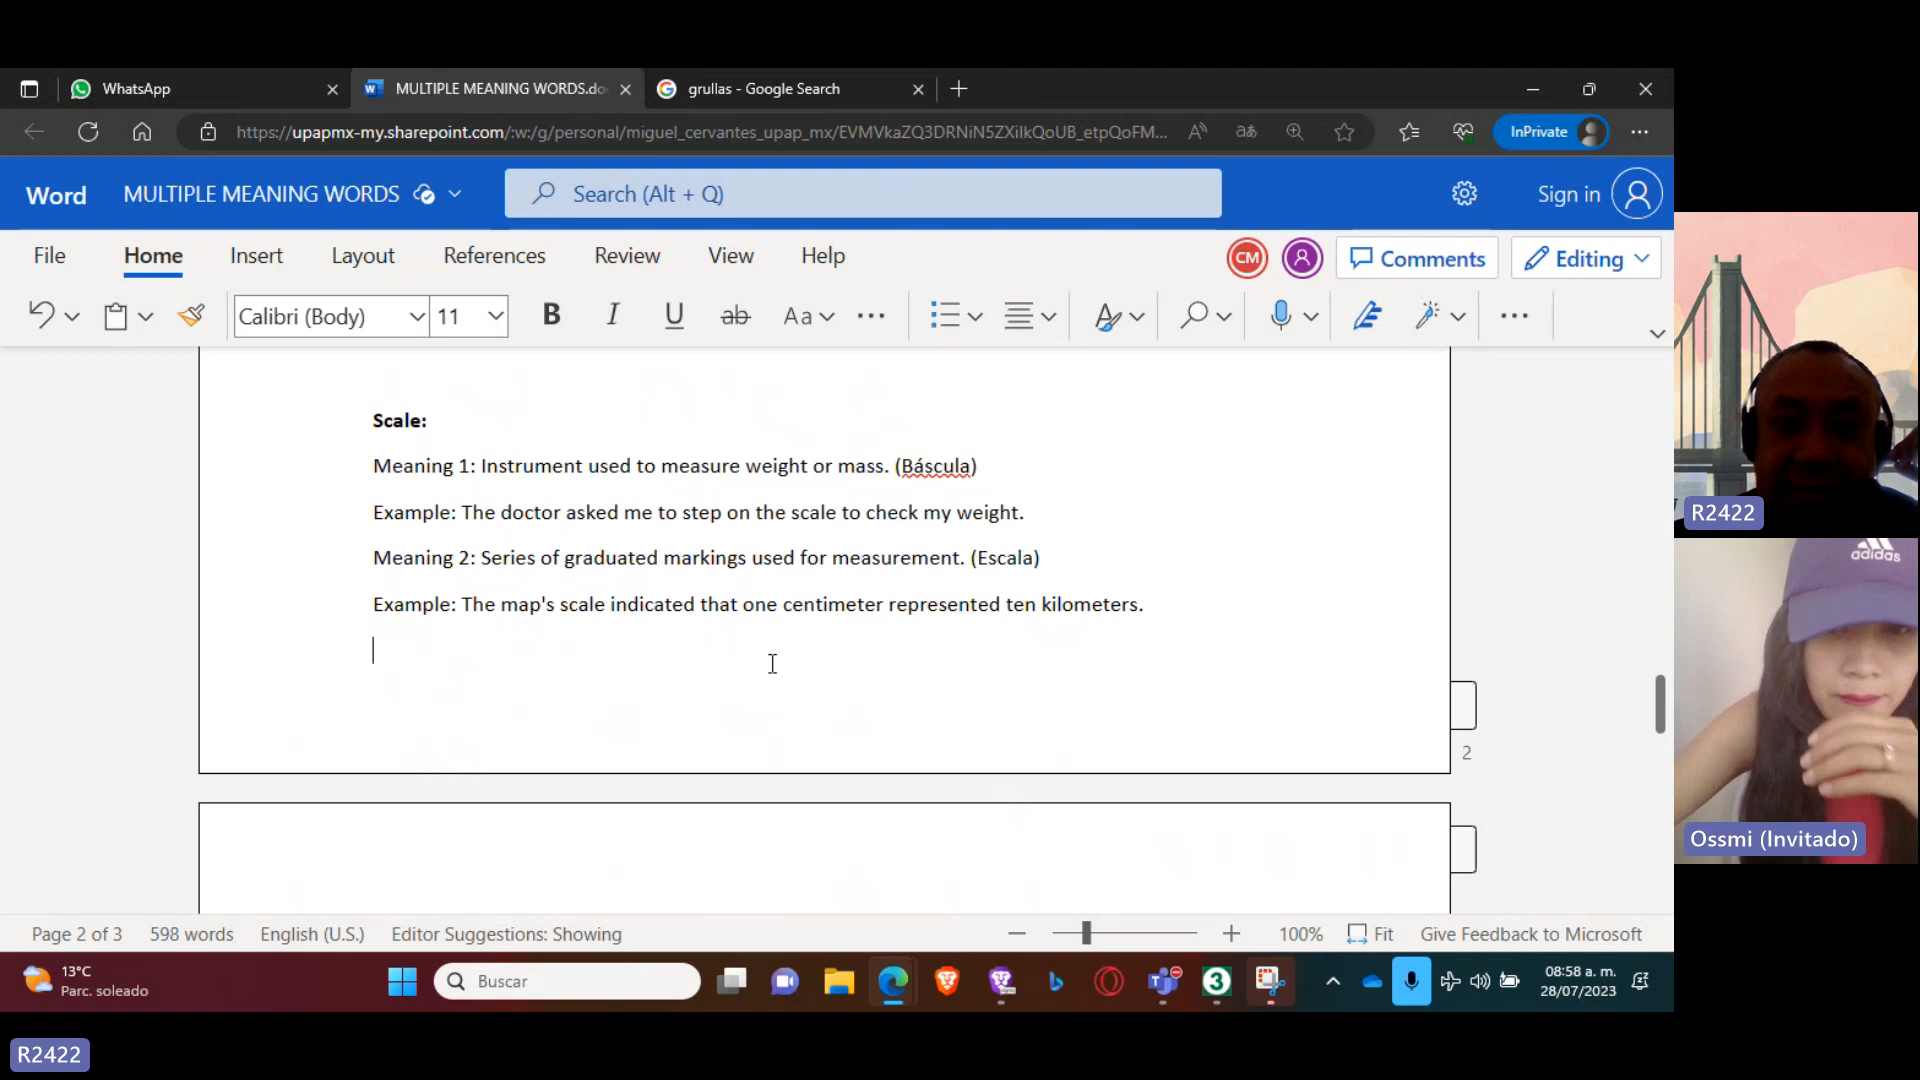 WhatsApp
MULTIPLE MEANING WORDS.do
grullas - Google Search
https://upapmx-my.sharepoint.com/:w:/g/personal/miguel_cervantes_upap_mx/EVMVkaZQ3DRNiN5ZXiIkQoUB_etpQoFM...
InPrivate
Word
MULTIPLE MEANING WORDS
Search (Alt + Q)
Sign in
File Home Insert Layout References Review View Help
CM
Comments
Editing
Calibri (Body) 11
Scale:
Meaning 1: Instrument used to measure weight or mass. (Báscula)
Example: The doctor asked me to step on the scale to check my weight.
Meaning 2: Series of graduated markings used for measurement. (Escala)
Example: The map's scale indicated that one centimeter represented ten kilometers.
2
adidas
R2422
Ossmi (Invitado)
Page 2 of 3 598 words English (U.S.) Editor Suggestions: Showing 100% Fit Give Feedback to Microsoft
13°C
Parc. soleado
Buscar
08:58 a. m.
28/07/2023
R2422